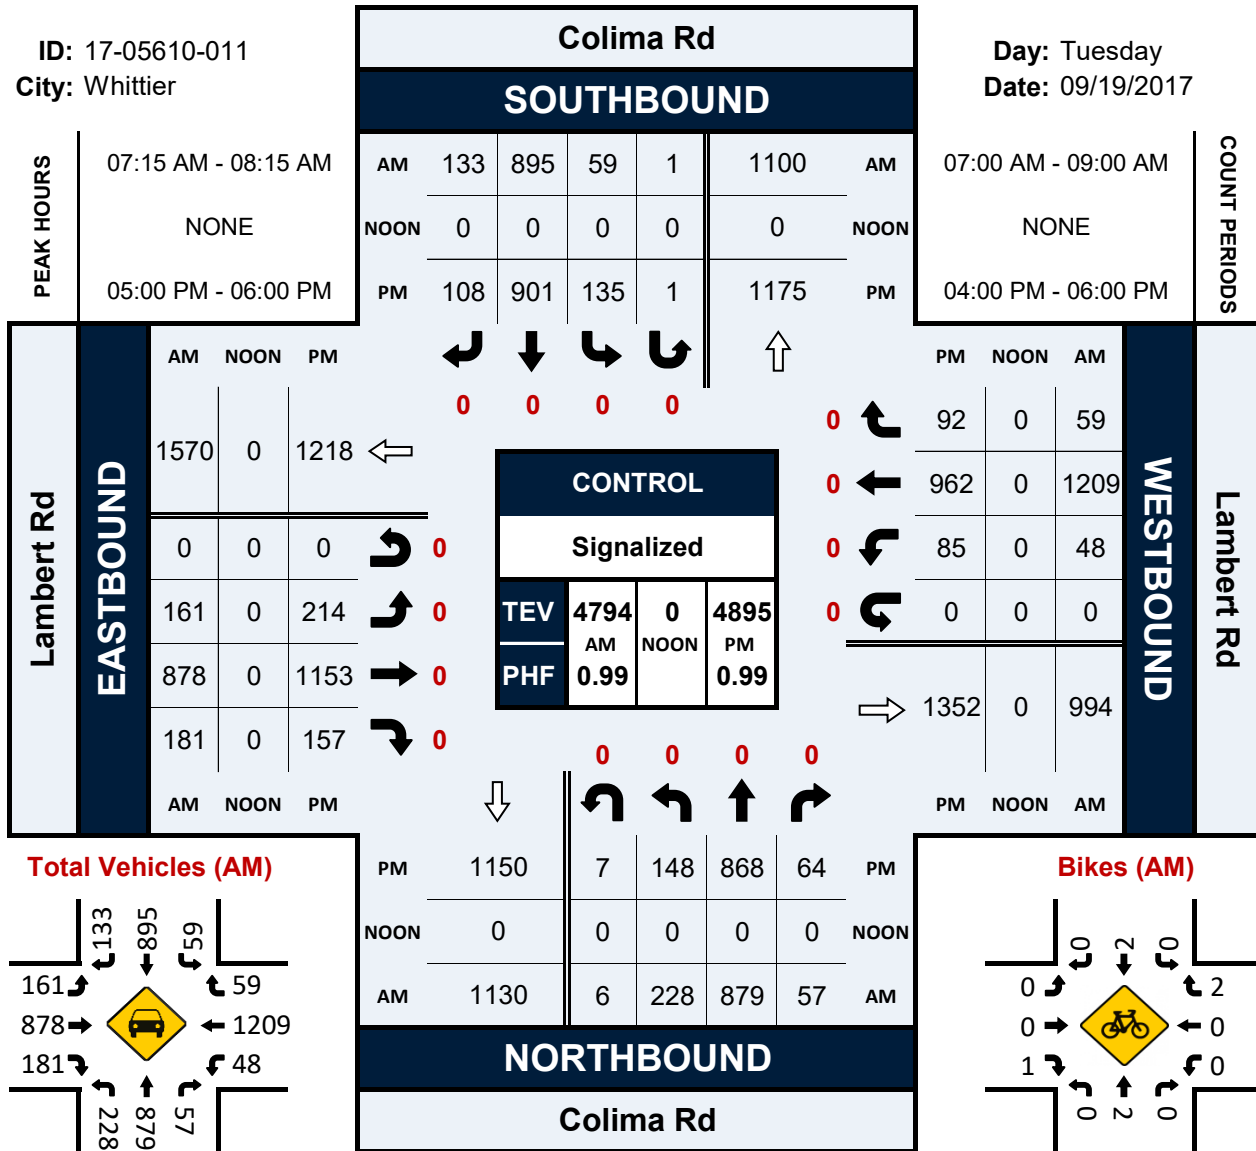 Colima Rd
ID: 17-05610-011
Day: Tuesday
City: Whittier
Date: 09/19/2017
SOUTHBOUND
PEAK HOURS
07:15 AM - 08:15 AM
NONE
05:00 PM - 06:00 PM
AM 133 895 59 1 1100 AM
NOON 0 0 0 0 0 NOON
PM 108 901 135 1 1175 PM
07:00 AM - 09:00 AM
NONE
04:00 PM - 06:00 PM
COUNT PERIODS
0 0 0 0
Lambert Rd
EASTBOUND
AM NOON PM
1570 0 1218
0 0 0 0
161 0 214 0
878 0 1153 0
181 0 157 0
AM NOON PM
CONTROL
Signalized
TEV 4794 0 4895
AM NOON PM
PHF 0.99 0.99
PM NOON AM
0 92 0 59
0 962 0 1209
0 85 0 48
0 0 0 0
1352 0 994
PM NOON AM
WESTBOUND
Lambert Rd
0 0 0 0
PM 1150 7 148 868 64 PM
NOON 0 0 0 0 0 NOON
AM 1130 6 228 879 57 AM
NORTHBOUND
Colima Rd
Total Vehicles (AM)
133 895 59
161 59
878 1209
181 48
228 879 57
Bikes (AM)
0 2 0
0 2
0 0
1 0
0 2 0